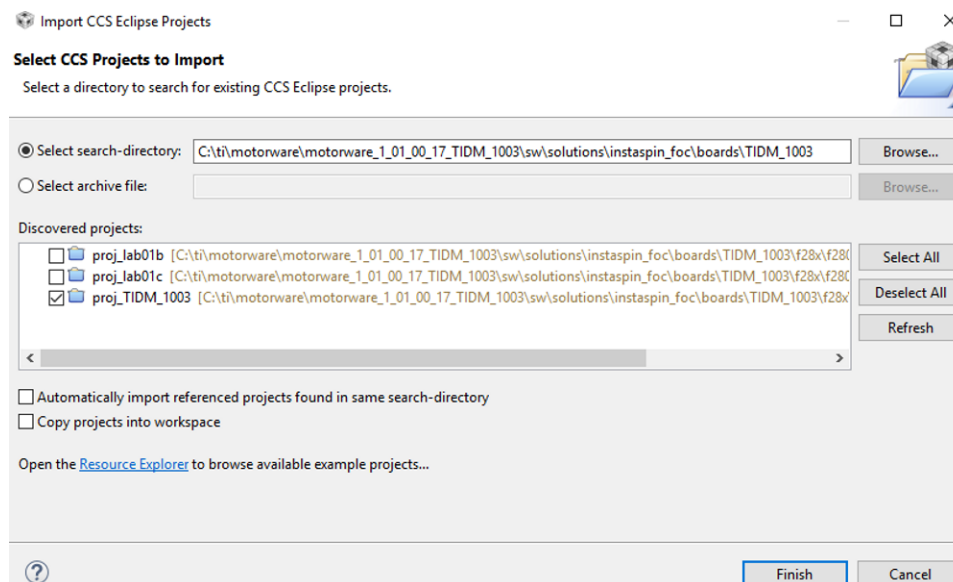 Import CCS Eclipse Projects
Select CCS Projects to Import
Select a directory to search for existing CCS Eclipse projects.
Select search-directory: C:\ti\motorware\motorware_1_01_00_17_TIDM_1003\sw\solutions\instaspin_foc\boards\TIDM_1003 Browse...
Select archive file: Browse...
Discovered projects:
proj_lab01b [C:\ti\motorware\motorware_1_01_00_17_TIDM_1003\sw\solutions\instaspin_foc\boards\TIDM_1003\f28x\f28( Select All
proj_lab01c [C:\ti\motorware\motorware_1_01_00_17_TIDM_1003\sw\solutions\instaspin_foc\boards\TIDM_1003\f28x\f280 Deselect All
proj_TIDM_1003 [C:\ti\motorware\motorware_1_01_00_17_TIDM_1003\sw\solutions\instaspin_foc\boards\TIDM_1003\f28x
Refresh
Automatically import referenced projects found in same search-directory
Copy projects into workspace
Open the Resource Explorer to browse available example projects...
? Finish Cancel